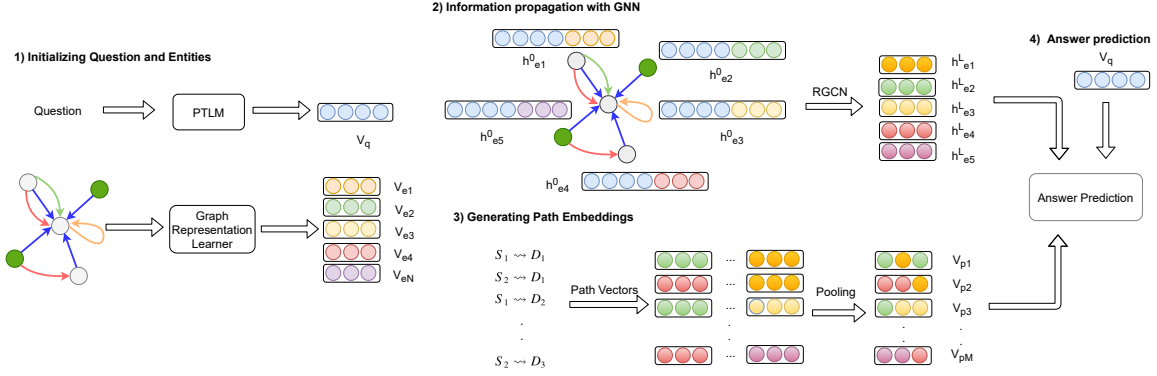 1) Initializing Question and Entities
Question
PTLM
V_q
Graph
Representation
Learner
V_e1
V_e2
V_e3
V_e4
V_eN
2) Information propagation with GNN
h^0_e1
h^0_e2
h^0_e5
h^0_e3
h^0_e4
RGCN
h^L_e1
h^L_e2
h^L_e3
h^L_e4
h^L_e5
3) Generating Path Embeddings
S_1 ⇝ D_1
S_2 ⇝ D_1
S_1 ⇝ D_2
.
.
S_2 ⇝ D_3
Path Vectors
...
...
...
.
.
...
Pooling
V_p1
V_p2
V_p3
.
.
V_pM
4) Answer prediction
V_q
Answer Prediction